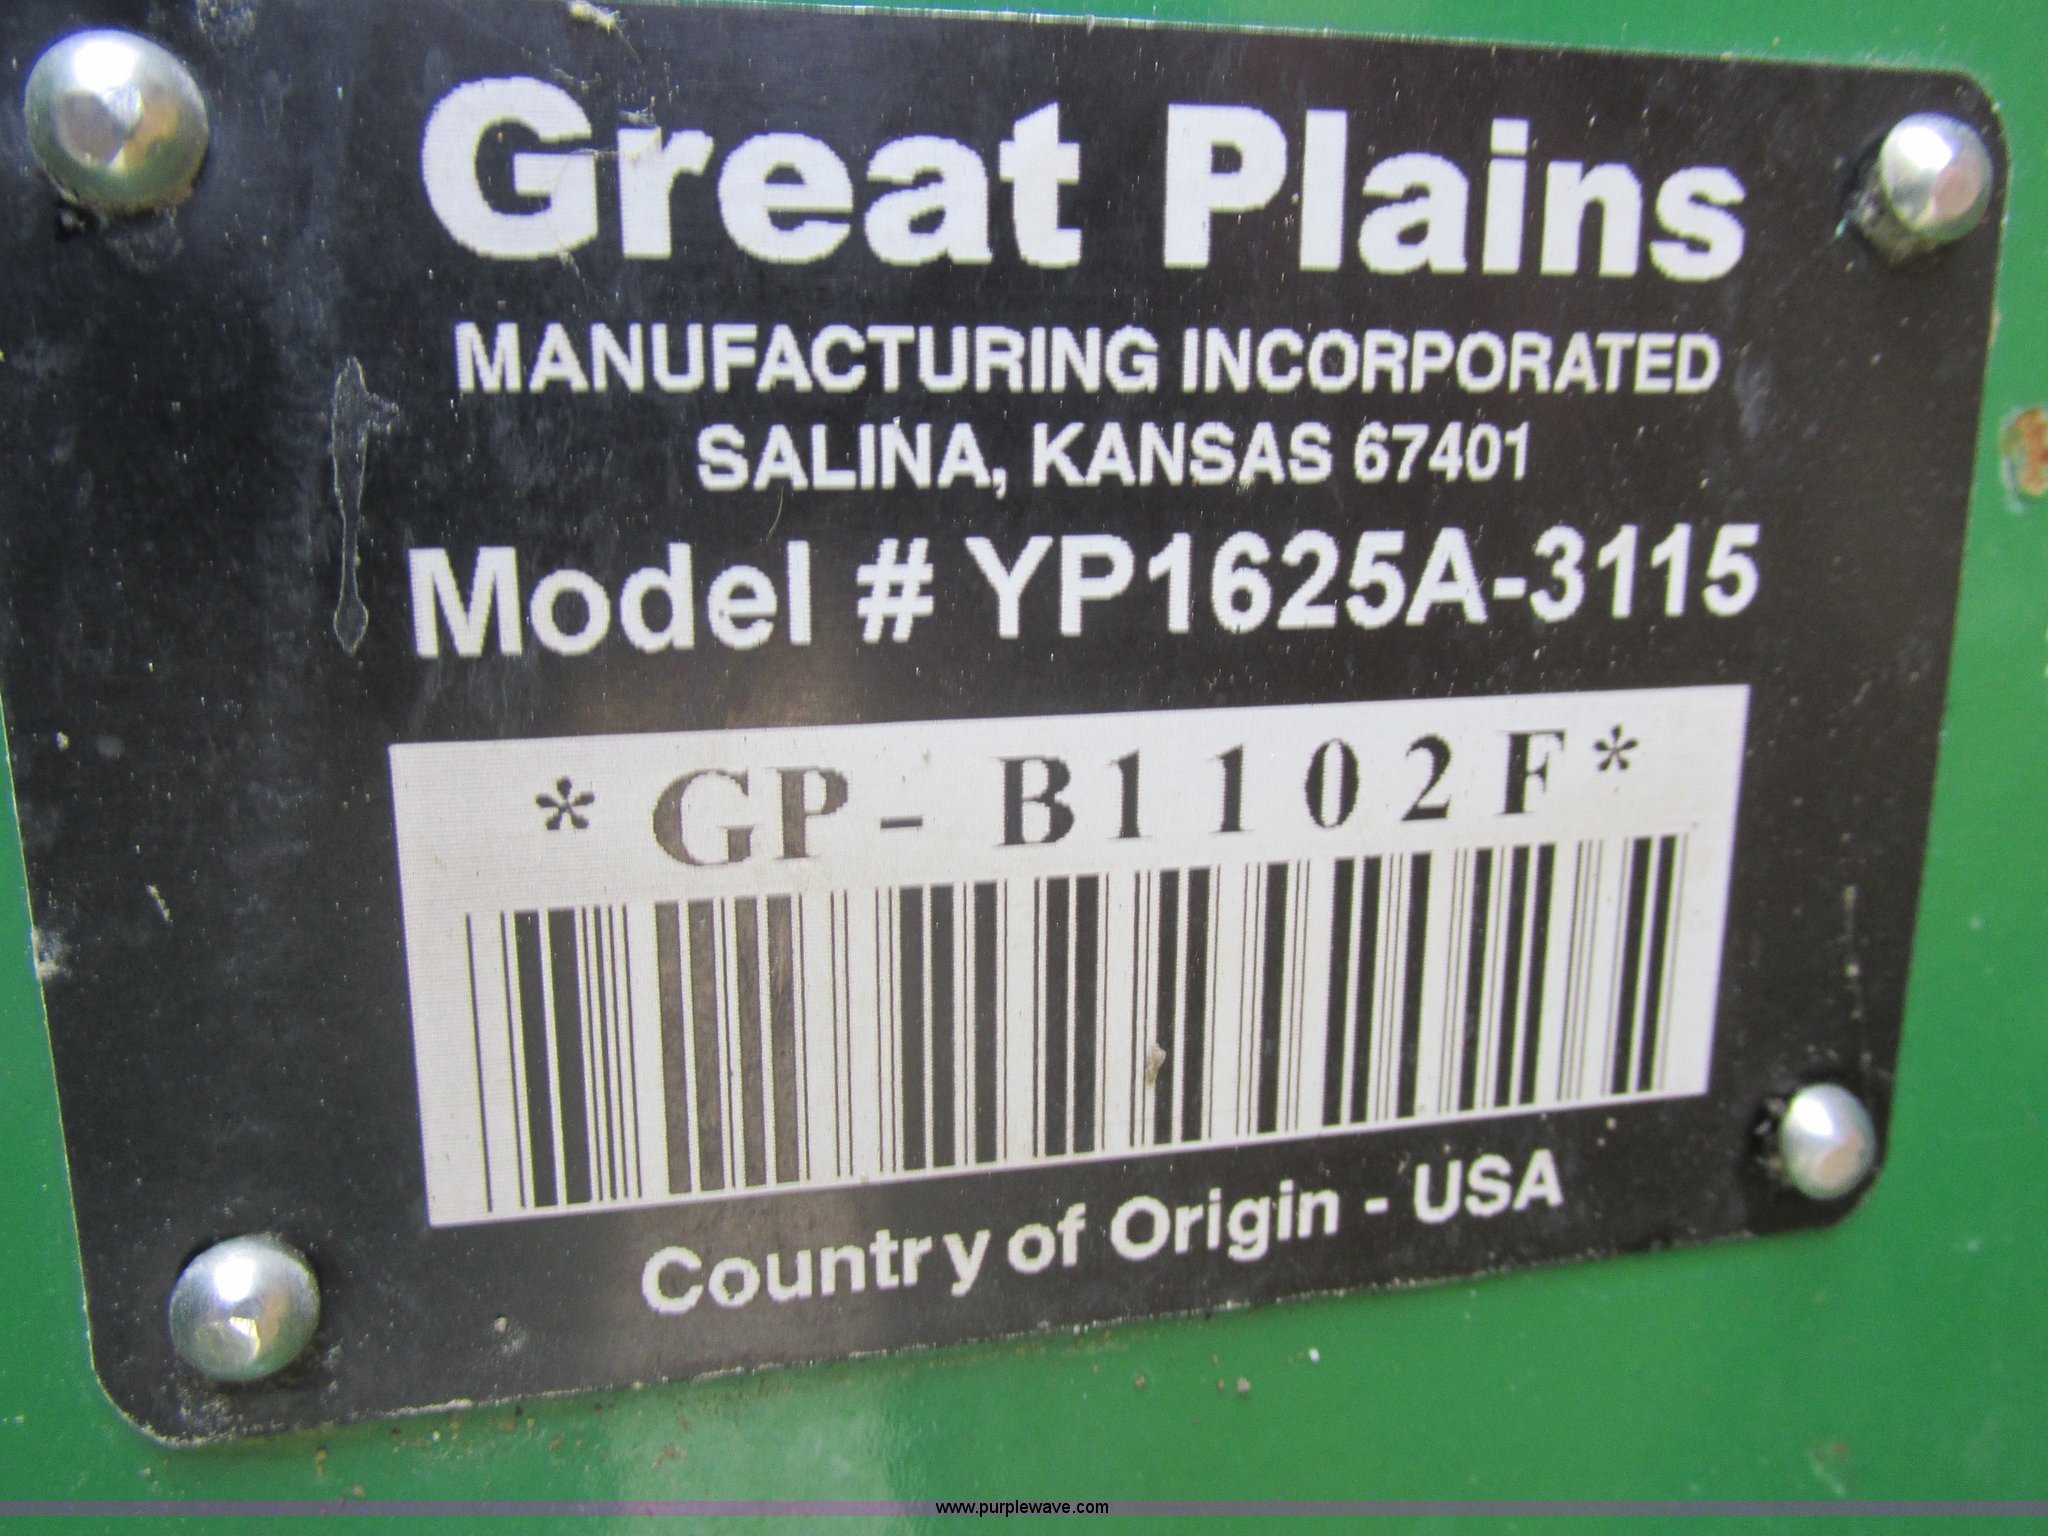 Great Plains
MANUFACTURING INCORPORATED
SALINA, KANSAS 67401
Model # YP1625A-3115
*GP-B1102F*
Country of Origin - USA
www.purplewave.com